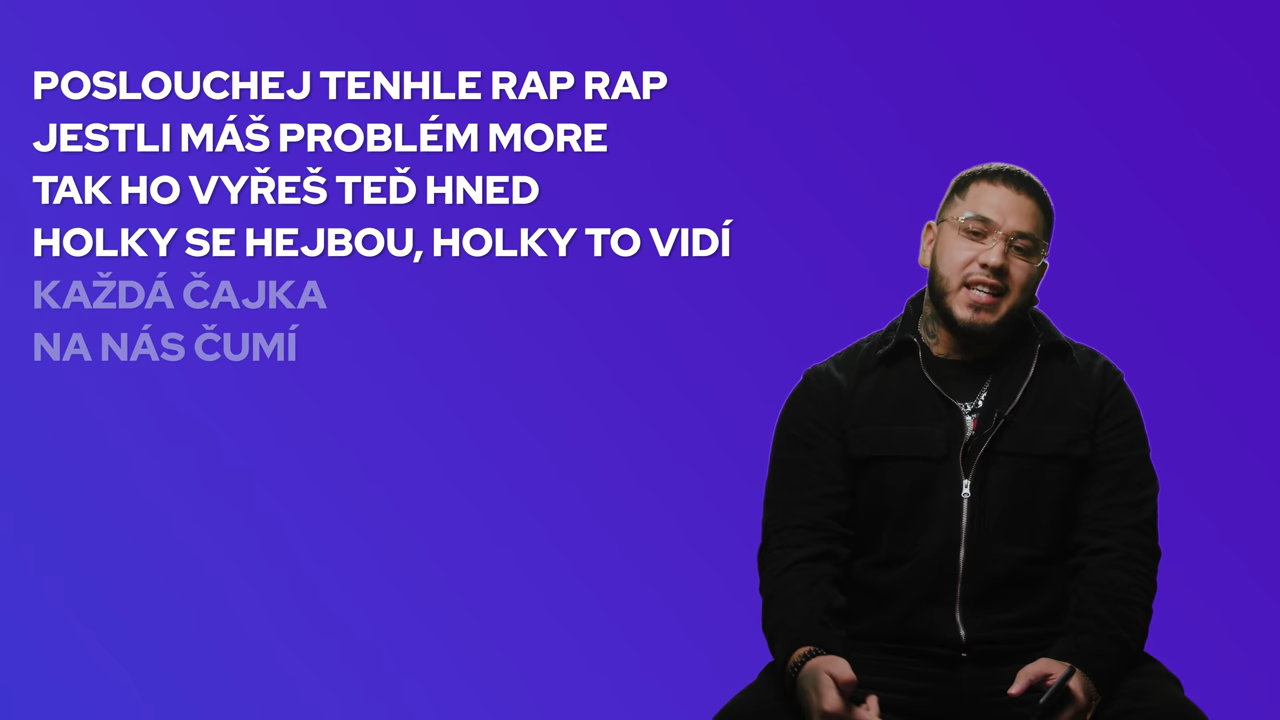 POSLOUCHEJ TENHLE RAP RAP
JESTLI MÁŠ PROBLÉM MORE
TAK HO VYŘEŠ TEĎ HNED
HOLKY SE HEJBOU, HOLKY TO VIDÍ
KAŽDÁ ČAJKA
NA NÁS ČUMÍ